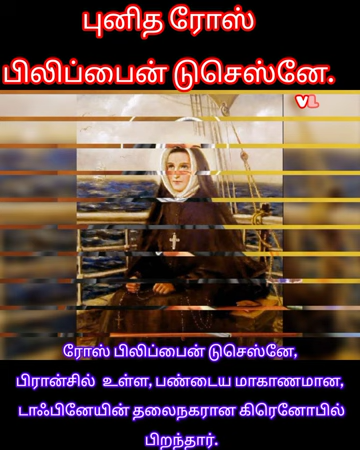 புனித ரோஸ்
பிலிப்பைன் டுசெஸ்னே.
VL
ரோஸ் பிலிப்பைன் டுசெஸ்னே,
பிரான்சில் உள்ள, பண்டைய மாகாணமான,
டாஃபினேயின் தலைநகரான கிரெனோபில்
பிறந்தார்.